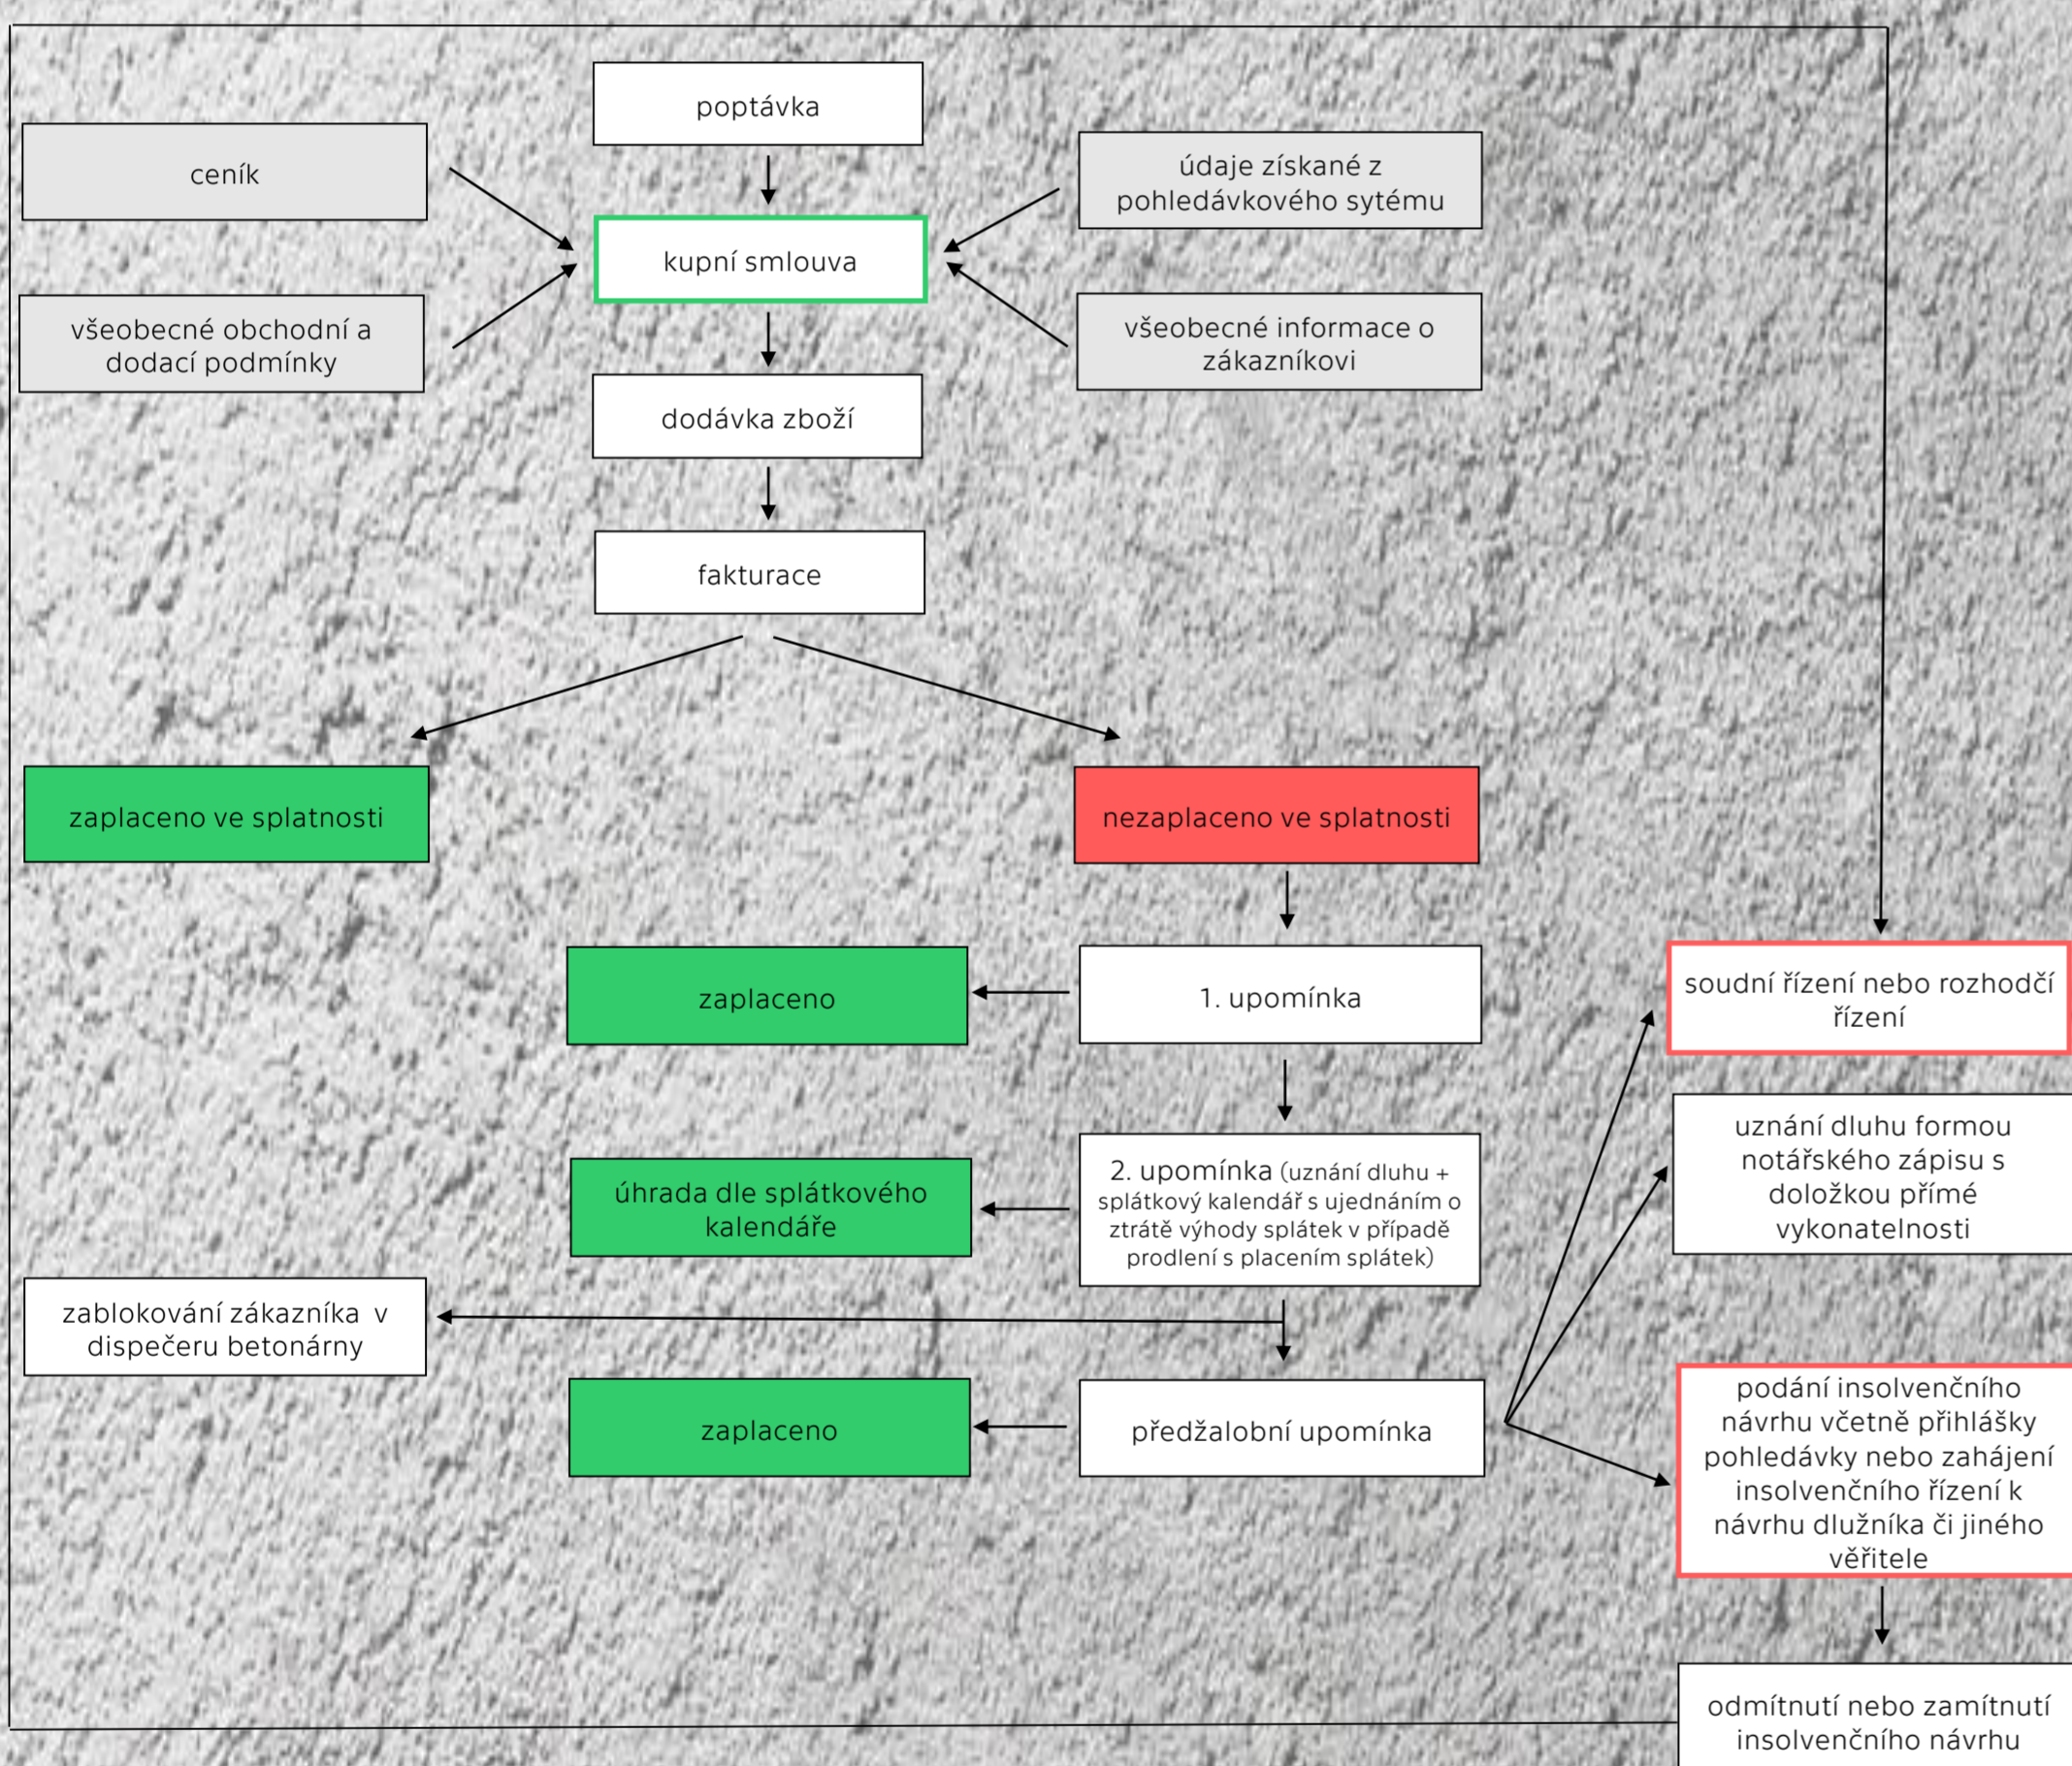 poptávka
ceník
údaje získané z
pohledávkového sytému
kupní smlouva
všeobecné obchodní a
dodací podmínky
všeobecné informace o
zákazníkovi
dodávka zboží
fakturace
zaplaceno ve splatnosti
nezaplaceno ve splatnosti
zaplaceno
1. upomínka
soudní řízení nebo rozhodčí
řízení
uznání dluhu formou
notářského zápisu s
doložkou přímé
vykonatelnosti
úhrada dle splátkového
kalendáře
2. upomínka (uznání dluhu +
splátkový kalendář s ujednáním o
ztrátě výhody splátek v případě
prodlení s placením splátek)
zablokování zákazníka v
dispečeru betonárny
zaplaceno
předžalobní upomínka
podání insolvenčního
návrhu včetně přihlášky
pohledávky nebo zahájení
insolvenčního řízení k
návrhu dlužníka či jiného
věřitele
odmítnutí nebo zamítnutí
insolvenčního návrhu